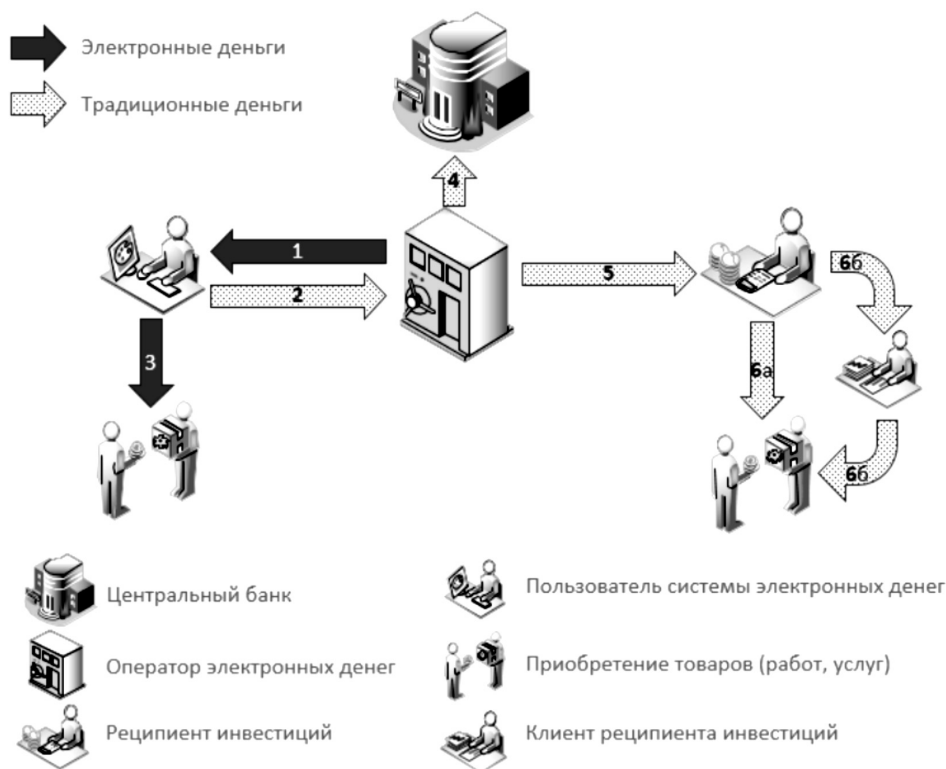 Электронные деньги
Традиционные деньги
4
1
2
3
5
6б
6а
6б
Центральный банк
Пользователь системы электронных денег
Оператор электронных денег
Приобретение товаров (работ, услуг)
Реципиент инвестиций
Клиент реципиента инвестиций